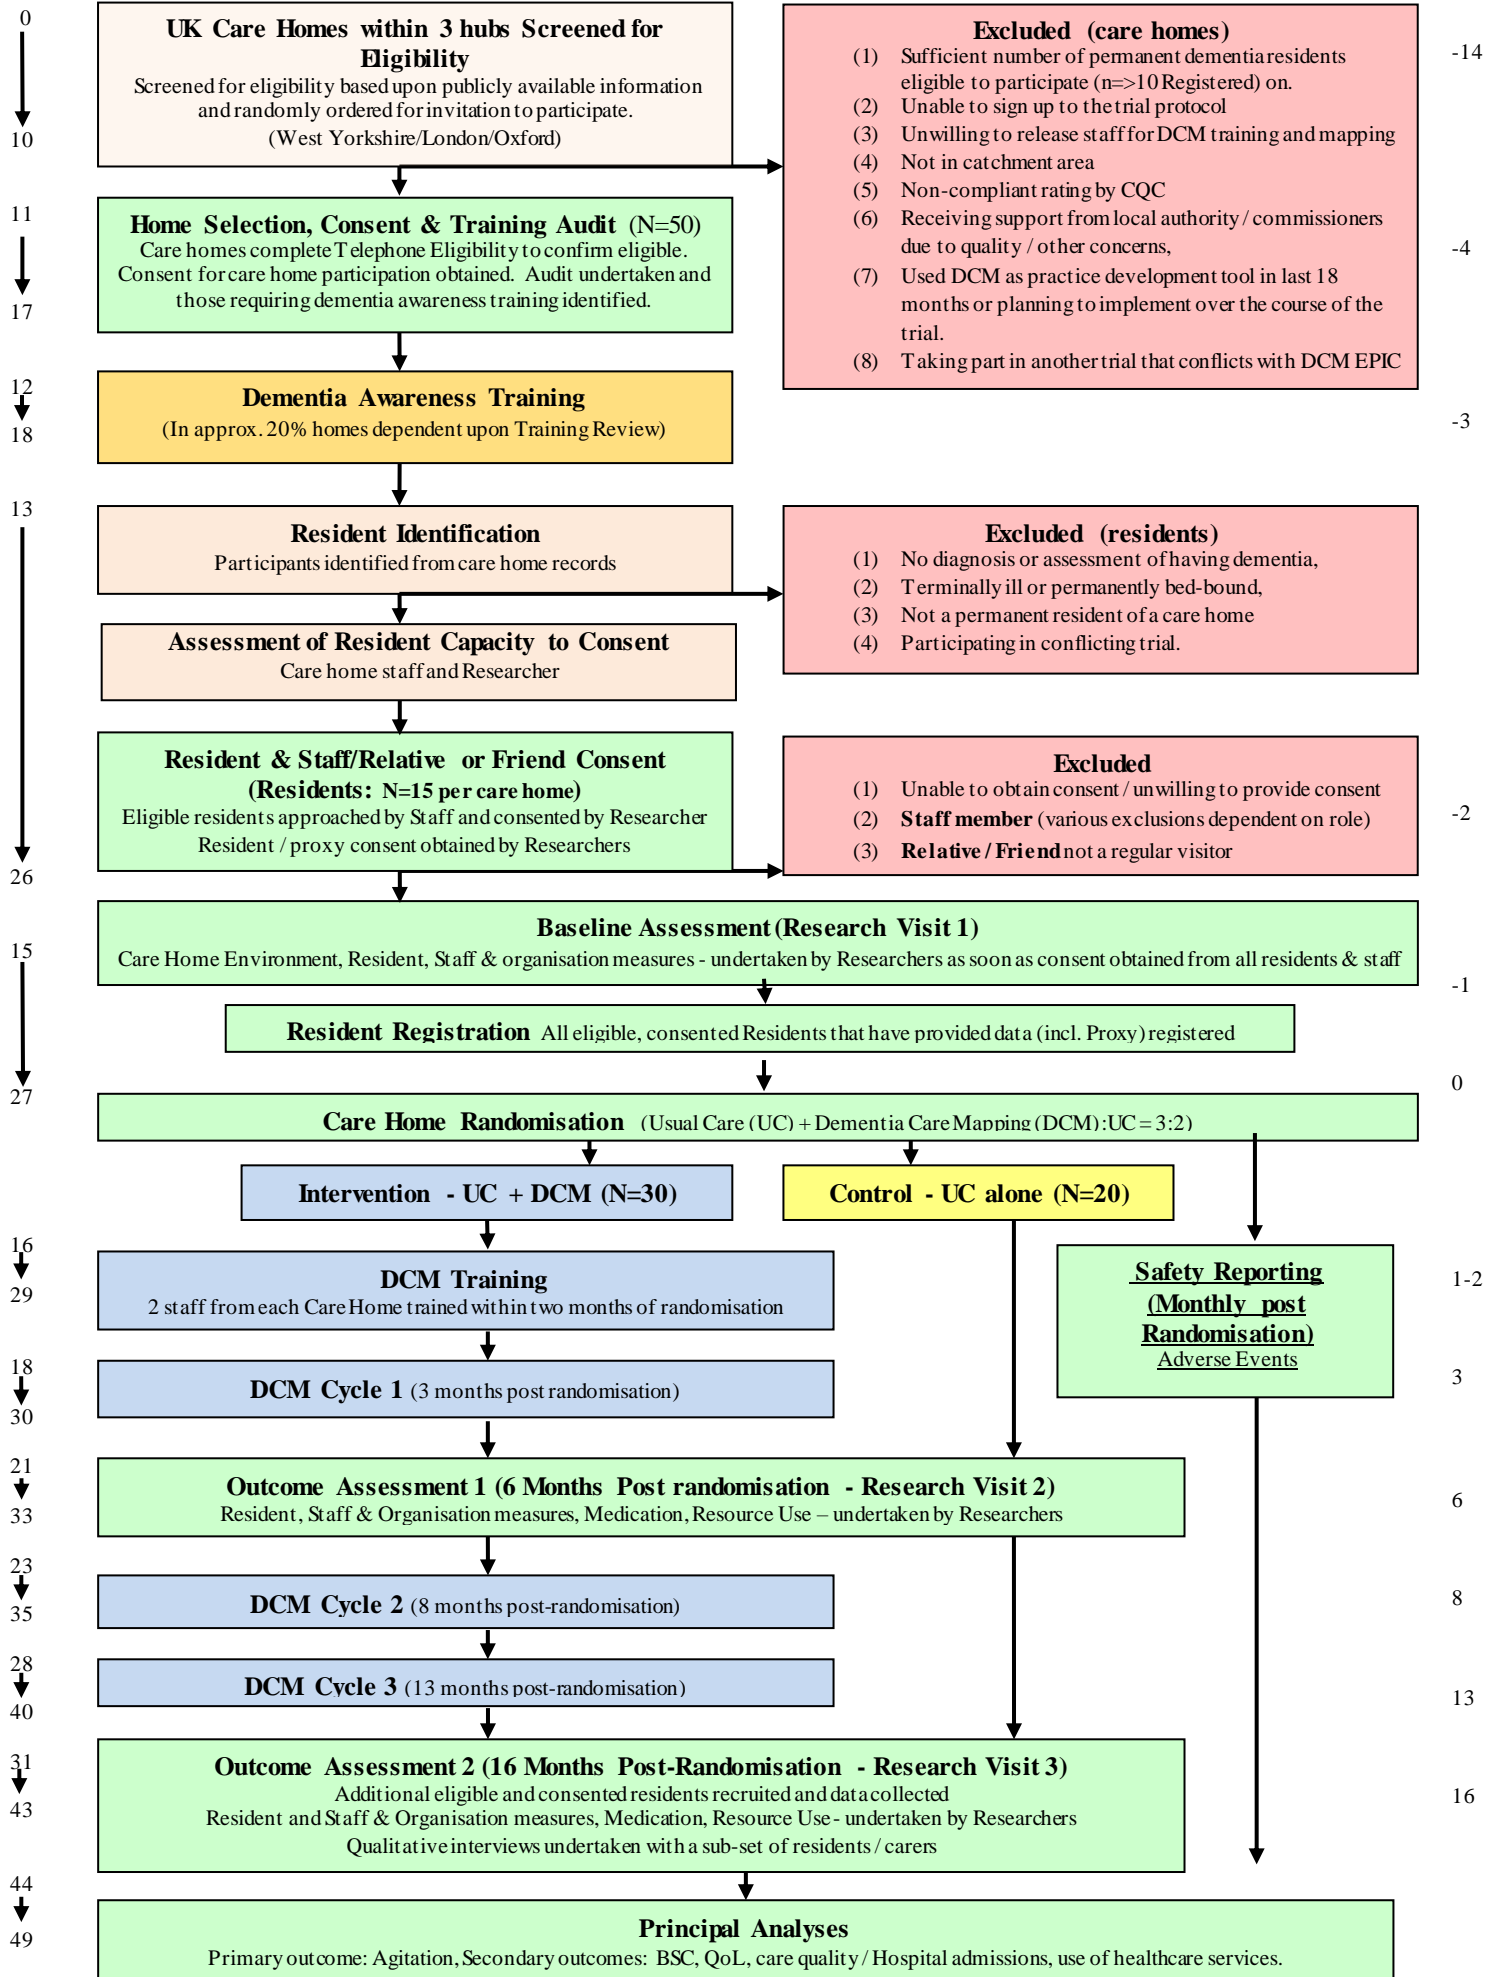 0
10
UK Care Homes within 3 hubs Screened for
Eligibility
Screened for eligibility based upon publicly available information
and randomly ordered for invitation to participate.
(West Yorkshire/London/Oxford)
Excluded (care homes)
(1) Sufficient number of permanent dementia residents
eligible to participate (n=>10 Registered) on.
(2) Unable to sign up to the trial protocol
(3) Unwilling to release staff for DCM training and mapping
(4) Not in catchment area
(5) Non-compliant rating by CQC
(6) Receiving support from local authority / commissioners
due to quality / other concerns,
(7) Used DCM as practice development tool in last 18
months or planning to implement over the course of the
trial.
(8) Taking part in another trial that conflicts with DCM EPIC
-14
11
17
Home Selection, Consent & Training Audit (N=50)
Care homes complete Telephone Eligibility to confirm eligible.
Consent for care home participation obtained. Audit undertaken and
those requiring dementia awareness training identified.
-4
12
18
Dementia Awareness Training
(In approx. 20% homes dependent upon Training Review)
-3
13
26
Resident Identification
Participants identified from care home records
Excluded (residents)
(1) No diagnosis or assessment of having dementia,
(2) Terminally ill or permanently bed-bound,
(3) Not a permanent resident of a care home
(4) Participating in conflicting trial.
Assessment of Resident Capacity to Consent
Care home staff and Researcher
Resident & Staff/Relative or Friend Consent
(Residents: N=15 per care home)
Eligible residents approached by Staff and consented by Researcher
Resident / proxy consent obtained by Researchers
Excluded
(1) Unable to obtain consent / unwilling to provide consent
(2) Staff member (various exclusions dependent on role)
(3) Relative / Friend not a regular visitor
-2
15
27
Baseline Assessment (Research Visit 1)
Care Home Environment, Resident, Staff & organisation measures - undertaken by Researchers as soon as consent obtained from all residents & staff
-1
Resident Registration All eligible, consented Residents that have provided data (incl. Proxy) registered
0
Care Home Randomisation (Usual Care (UC) + Dementia Care Mapping (DCM):UC = 3:2)
Intervention - UC + DCM (N=30)
Control - UC alone (N=20)
16
29
DCM Training
2 staff from each Care Home trained within two months of randomisation
Safety Reporting
(Monthly post
Randomisation)
Adverse Events
1-2
18
30
DCM Cycle 1 (3 months post randomisation)
3
21
33
Outcome Assessment 1 (6 Months Post randomisation - Research Visit 2)
Resident, Staff & Organisation measures, Medication, Resource Use – undertaken by Researchers
6
23
35
DCM Cycle 2 (8 months post-randomisation)
8
28
40
DCM Cycle 3 (13 months post-randomisation)
13
31
43
Outcome Assessment 2 (16 Months Post-Randomisation - Research Visit 3)
Additional eligible and consented residents recruited and data collected
Resident and Staff & Organisation measures, Medication, Resource Use - undertaken by Researchers
Qualitative interviews undertaken with a sub-set of residents / carers
16
44
49
Principal Analyses
Primary outcome: Agitation, Secondary outcomes: BSC, QoL, care quality / Hospital admissions, use of healthcare services.